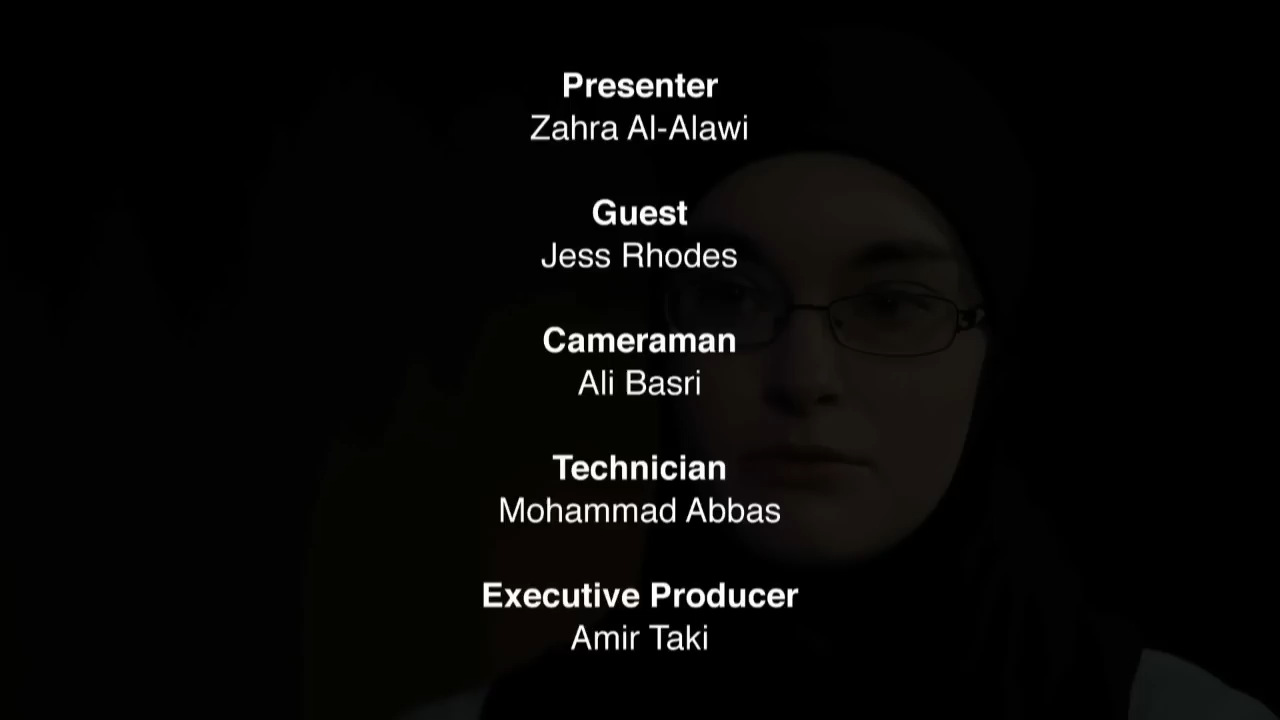 Presenter
Zahra Al-Alawi
Guest
Jess Rhodes
Cameraman
Ali Basri
Technician
Mohammad Abbas
Executive Producer
Amir Taki